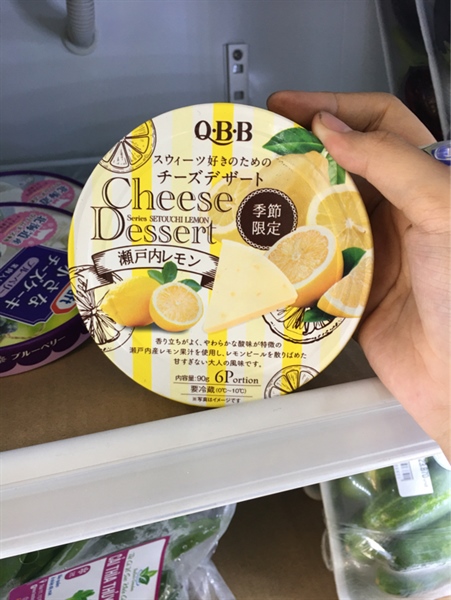 Q·B·B
スウィーツ好きのための
チーズデザート
Cheese
Dessert
Series SETOUCHI LEMON
瀬戸内レモン
季節
限定
香り立ちがよく、やわらかな酸味が特徴の
瀬戸内産レモン果汁を使用し、レモンピールを散りばめた
甘すぎない大人の風味です。
内容量:90g 6Portion
要冷蔵(0℃~10℃)
※写真はイメージです
ブルーベリー